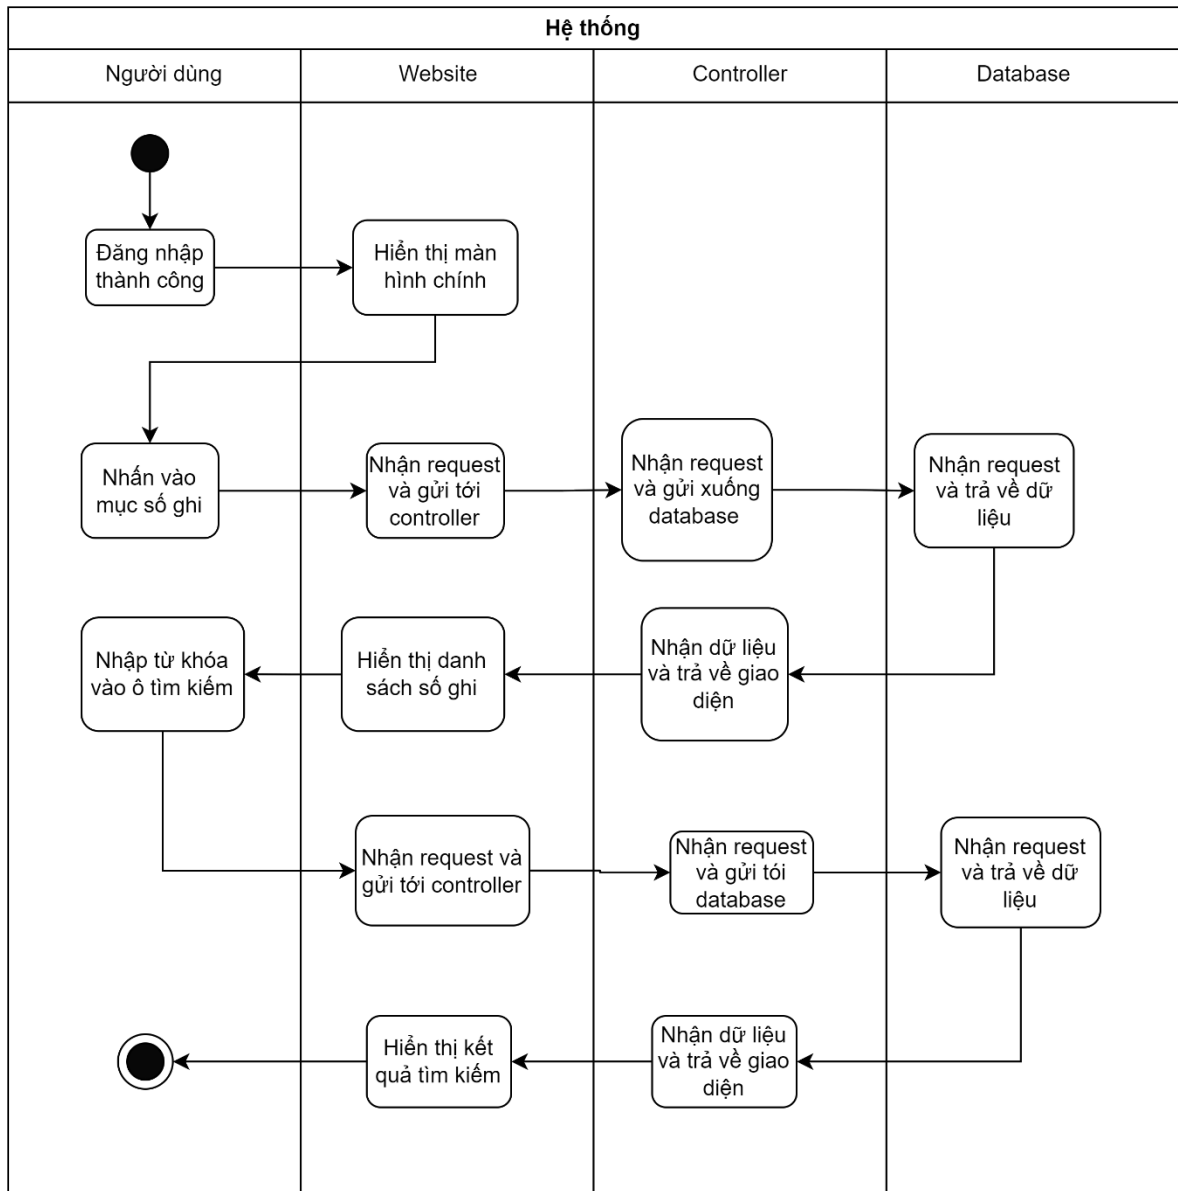 Hệ thống
Người dùng
Website
Controller
Database
Đăng nhập
thành công
Hiển thị màn
hình chính
Nhấn vào
mục số ghi
Nhận request
và gửi tới
controller
Nhận request
và gửi xuống
database
Nhận request
và trả về dữ
liệu
Nhập từ khóa
vào ô tìm kiếm
Hiển thị danh
sách số ghi
Nhận dữ liệu
và trả về giao
diện
Nhận request và
gửi tới controller
Nhận request
và gửi tói
database
Nhận request
và trả về dữ
liệu
Hiển thị kết
quả tìm kiếm
Nhận dữ liệu
và trả về giao
diện